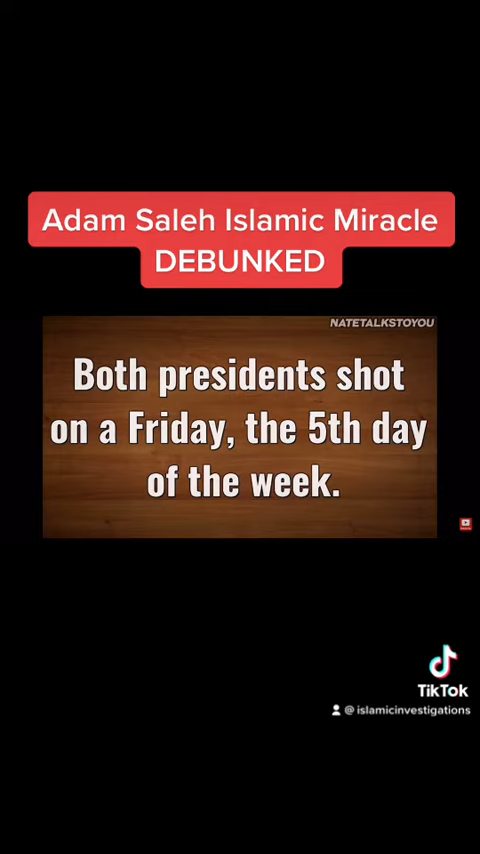 Adam Saleh Islamic Miracle
DEBUNKED
NATETALKSTOYOU
Both presidents shot
on a Friday, the 5th day
of the week.
TikTok
@islamicinvestigations